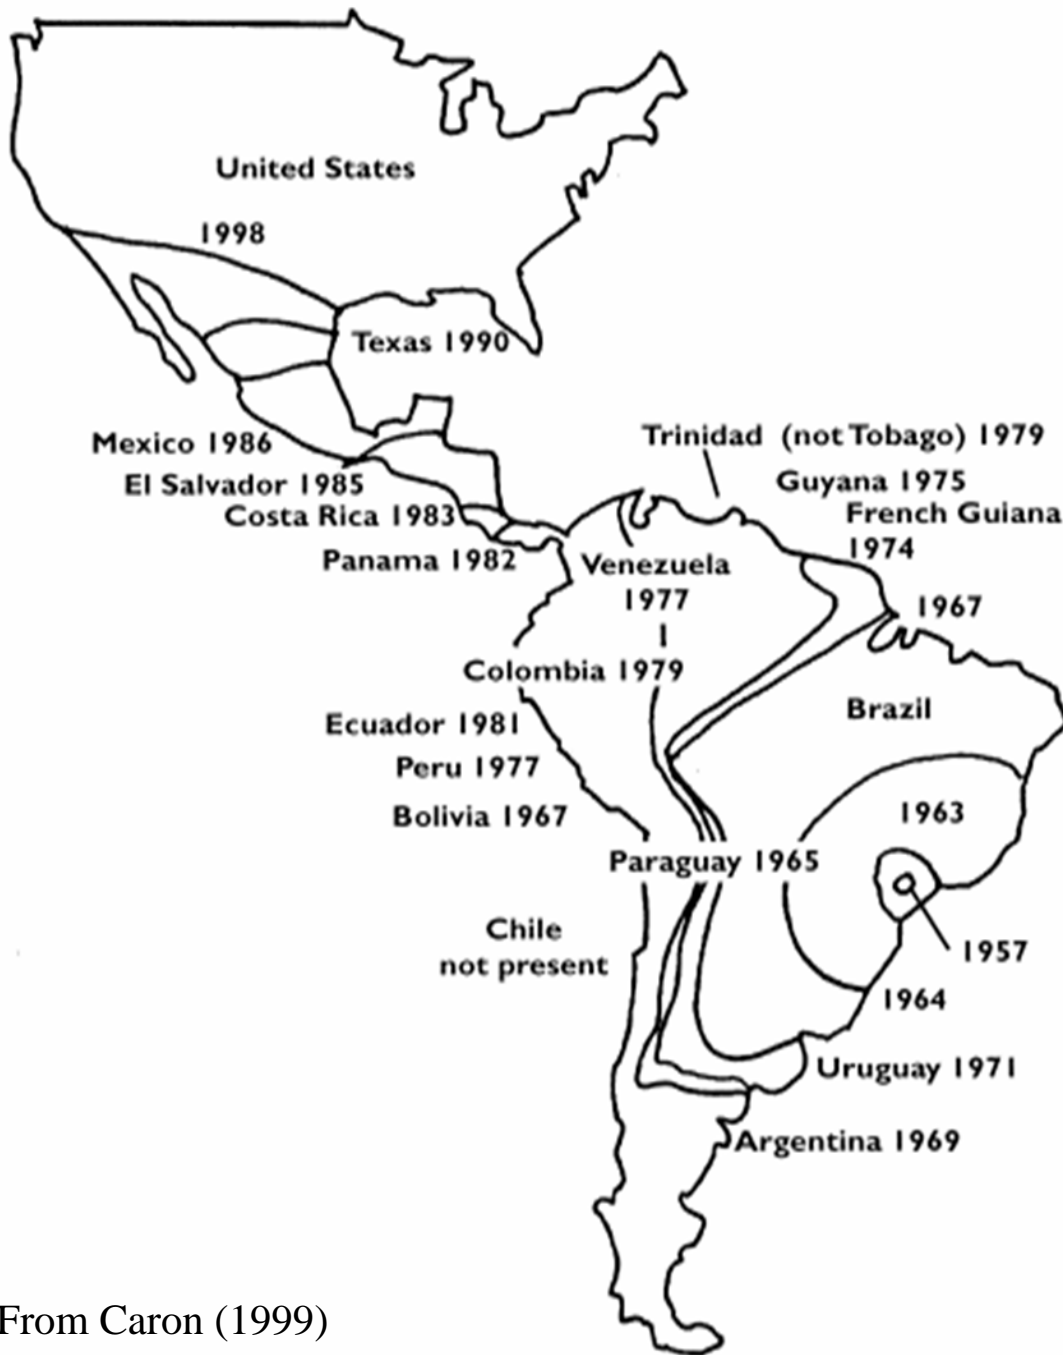 United States
1998
Texas 1990
Mexico 1986
Trinidad (not Tobago) 1979
El Salvador 1985
Guyana 1975
Costa Rica 1983
French Guiana
1974
Panama 1982
Venezuela
1977
1967
Colombia 1979
Brazil
Ecuador 1981
Peru 1977
Bolivia 1967
1963
Paraguay 1965
Chile
not present
1957
1964
Uruguay 1971
Argentina 1969
From Caron (1999)